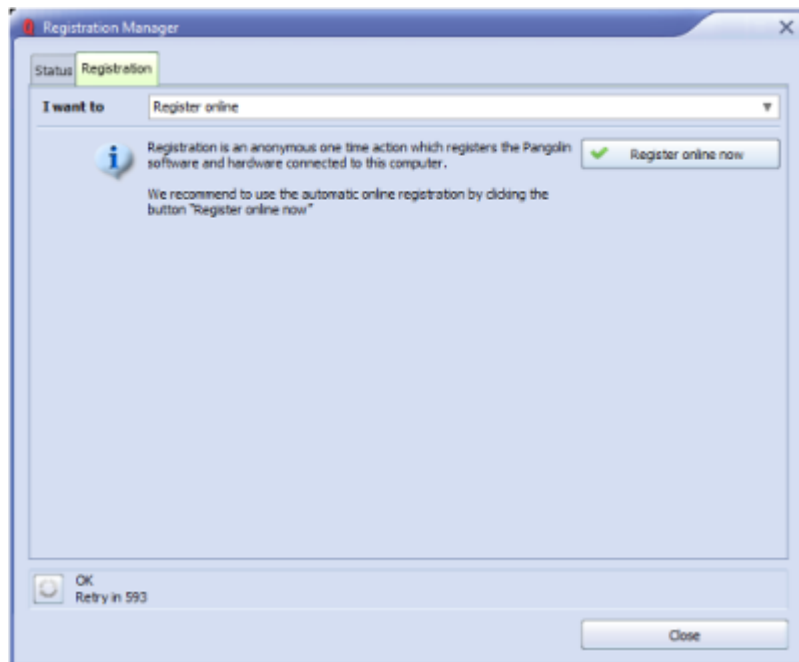 Registration Manager
Status Registration
I want to Register online
Registration is an anonymous one time action which registers the Pangolin
software and hardware connected to this computer.
Register online now
We recommend to use the automatic online registration by clicking the
button "Register online now"
OK
Retry in 593
Close